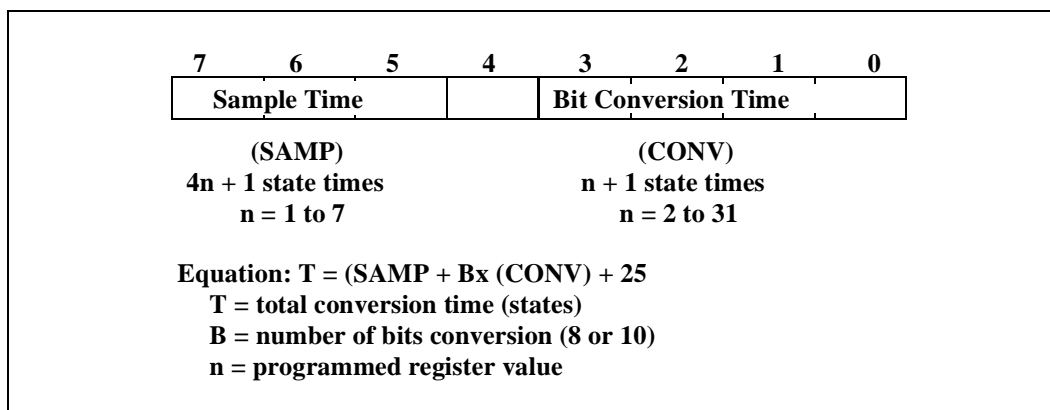 7 6 5 4 3 2 1 0
Sample Time Bit Conversion Time
(SAMP) (CONV)
4n + 1 state times n + 1 state times
n = 1 to 7 n = 2 to 31
Equation: T = (SAMP + Bx (CONV) + 25
T = total conversion time (states)
B = number of bits conversion (8 or 10)
n = programmed register value